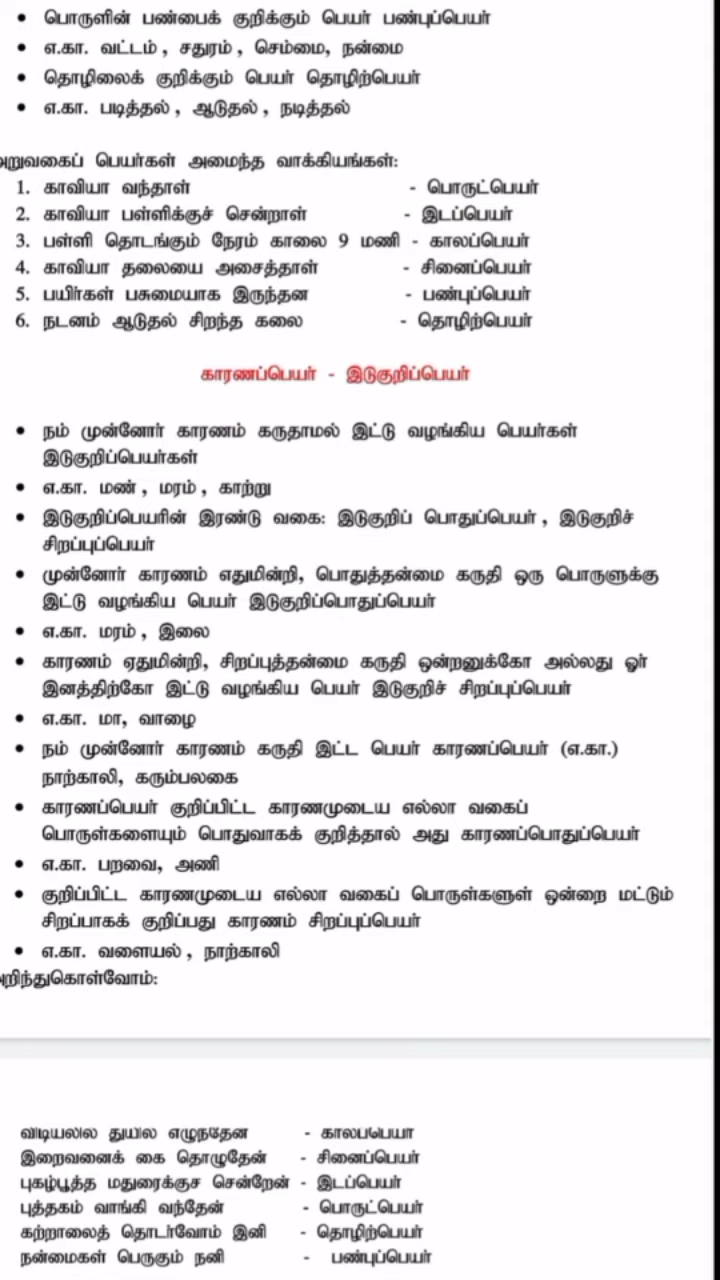 • பொருளின் பண்பைக் குறிக்கும் பெயர் பண்புப்பெயர்
• எ.கா. வட்டம் , சதுரம் , செம்மை, நன்மை
• தொழிலைக் குறிக்கும் பெயர் தொழிற்பெயர்
• எ.கா. படித்தல் , ஆடுதல் , நடித்தல்
அறுவகைப் பெயர்கள் அமைந்த வாக்கியங்கள்:
1. காவியா வந்தாள் - பொருட்பெயர்
2. காவியா பள்ளிக்குச் சென்றாள் - இடப்பெயர்
3. பள்ளி தொடங்கும் நேரம் காலை 9 மணி - காலப்பெயர்
4. காவியா தலையை அசைத்தாள் - சினைப்பெயர்
5. பயிர்கள் பசுமையாக இருந்தன - பண்புப்பெயர்
6. நடனம் ஆடுதல் சிறந்த கலை - தொழிற்பெயர்
காரணப்பெயர் - இடுகுறிப்பெயர்
• நம் முன்னோர் காரணம் கருதாமல் இட்டு வழங்கிய பெயர்கள்
இடுகுறிப்பெயர்கள்
• எ.கா. மண் , மரம் , காற்று
• இடுகுறிப்பெயரின் இரண்டு வகை: இடுகுறிப் பொதுப்பெயர் , இடுகுறிச்
சிறப்புப்பெயர்
• முன்னோர் காரணம் எதுமின்றி, பொதுத்தன்மை கருதி ஒரு பொருளுக்கு
இட்டு வழங்கிய பெயர் இடுகுறிப்பொதுப்பெயர்
• எ.கா. மரம் , இலை
• காரணம் ஏதுமின்றி, சிறப்புத்தன்மை கருதி ஒன்றனுக்கோ அல்லது ஓர்
இனத்திற்கோ இட்டு வழங்கிய பெயர் இடுகுறிச் சிறப்புப்பெயர்
• எ.கா. மா, வாழை
• நம் முன்னோர் காரணம் கருதி இட்ட பெயர் காரணப்பெயர் (எ.கா.)
நாற்காலி, கரும்பலகை
• காரணப்பெயர் குறிப்பிட்ட காரணமுடைய எல்லா வகைப்
பொருள்களையும் பொதுவாகக் குறித்தால் அது காரணப்பொதுப்பெயர்
• எ.கா. பறவை, அணி
• குறிப்பிட்ட காரணமுடைய எல்லா வகைப் பொருள்களுள் ஒன்றை மட்டும்
சிறப்பாகக் குறிப்பது காரணம் சிறப்புப்பெயர்
• எ.கா. வளையல் , நாற்காலி
அறிந்துகொள்வோம்:
விடியலில் துயில் எழுந்தேன் - காலப்பெயர்
இறைவனைக் கை தொழுதேன் - சினைப்பெயர்
புகழ்பூத்த மதுரைக்குச சென்றேன் - இடப்பெயர்
புத்தகம் வாங்கி வந்தேன் - பொருட்பெயர்
கற்றாலைத் தொடர்வோம் இனி - தொழிற்பெயர்
நன்மைகள் பெருகும் நனி - பண்புப்பெயர்